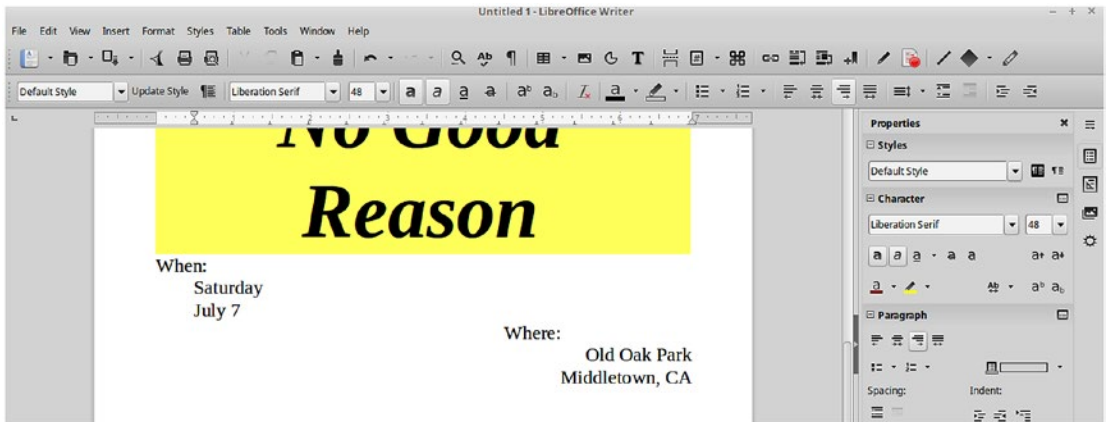 Untitled 1 - LibreOffice Writer
File Edit View Insert Format Styles Table Tools Window Help
Default Style Update Style Liberation Serif 48
Properties
Styles
Default Style
Character
Liberation Serif 48
Paragraph
Spacing: Indent:
No Good
Reason
When:
Saturday
July 7
Where:
Old Oak Park
Middletown, CA